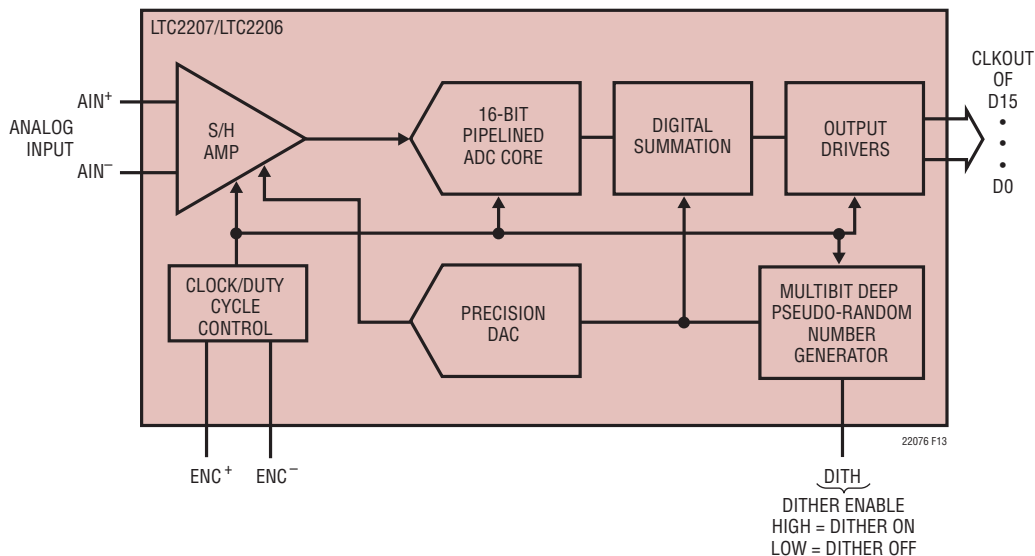 LTC2207/LTC2206
AIN+
ANALOG
INPUT
AIN−
S/H
AMP
16-BIT
PIPELINED
ADC CORE
DIGITAL
SUMMATION
OUTPUT
DRIVERS
CLKOUT
OF
D15
•
•
•
D0
CLOCK/DUTY
CYCLE
CONTROL
PRECISION
DAC
MULTIBIT DEEP
PSEUDO-RANDOM
NUMBER
GENERATOR
22076 F13
ENC+
ENC−
DITH
DITHER ENABLE
HIGH = DITHER ON
LOW = DITHER OFF